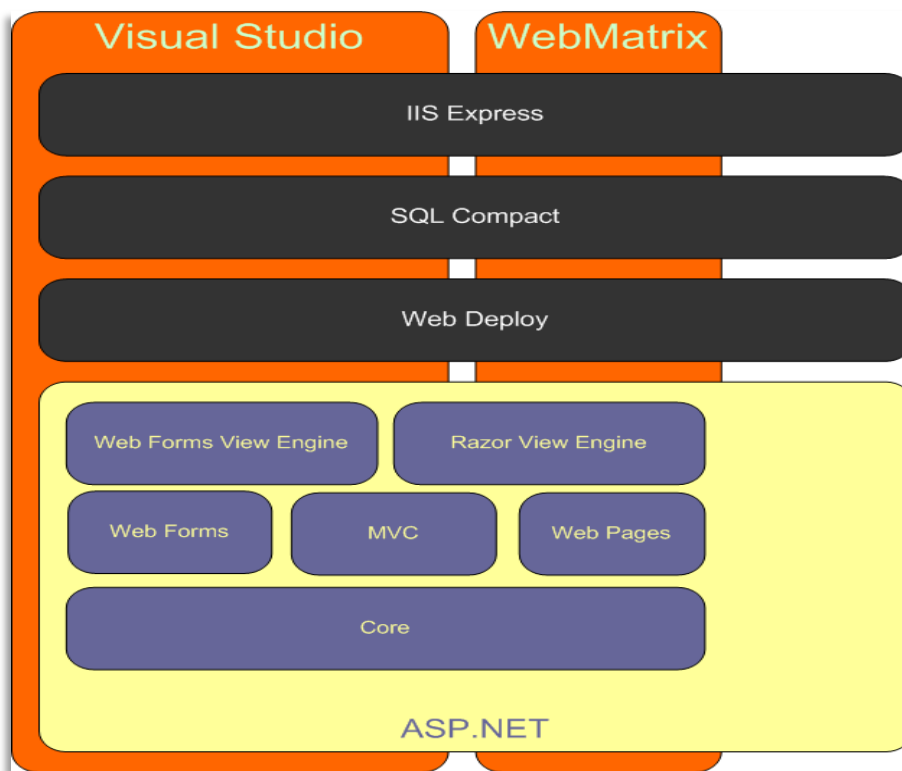 Visual Studio
WebMatrix
IIS Express
SQL Compact
Web Deploy
Web Forms View Engine
Razor View Engine
Web Forms
MVC
Web Pages
Core
ASP.NET